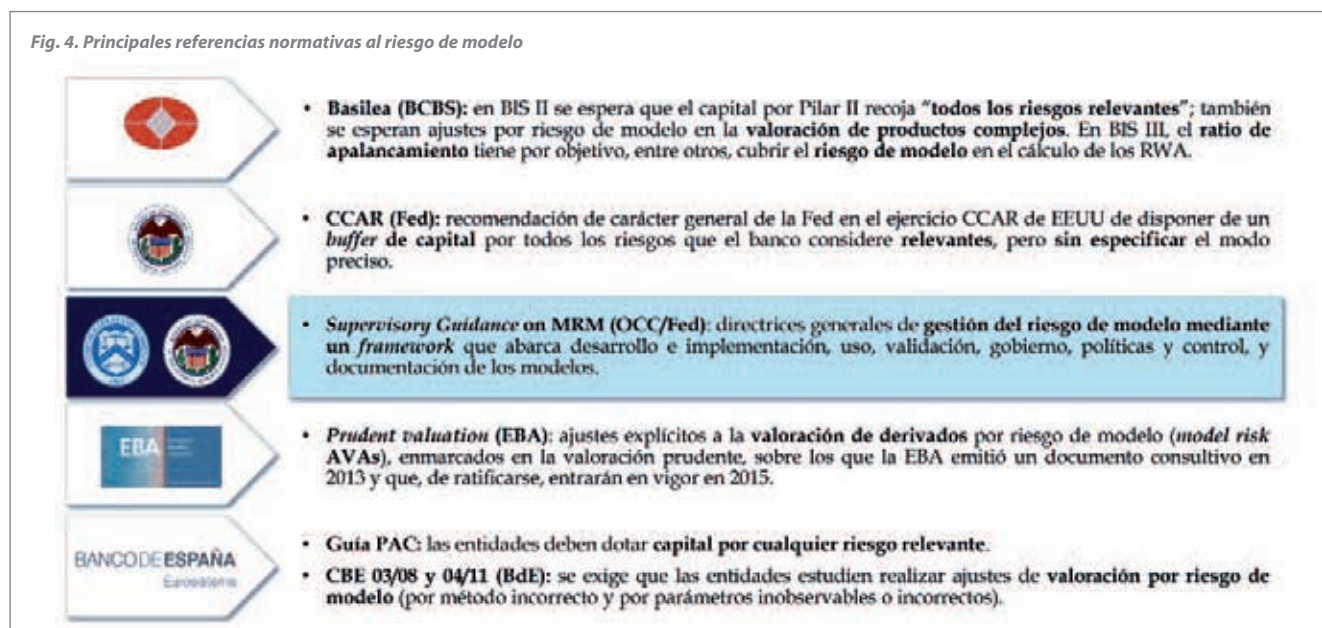 Fig. 4. Principales referencias normativas al riesgo de modelo
• Basilea (BCBS): en BIS II se espera que el capital por Pilar II recoja “todos los riesgos relevantes”; también
se esperan ajustes por riesgo de modelo en la valoración de productos complejos. En BIS III, el ratio de
apalancamiento tiene por objetivo, entre otros, cubrir el riesgo de modelo en el cálculo de los RWA.
• CCAR (Fed): recomendación de carácter general de la Fed en el ejercicio CCAR de EEUU de disponer de un
buffer de capital por todos los riesgos que el banco considere relevantes, pero sin especificar el modo
preciso.
• Supervisory Guidance on MRM (OCC/Fed): directrices generales de gestión del riesgo de modelo mediante
un framework que abarca desarrollo e implementación, uso, validación, gobierno, políticas y control, y
documentación de los modelos.
EBA
• Prudent valuation (EBA): ajustes explícitos a la valoración de derivados por riesgo de modelo (model risk
AVAs), enmarcados en la valoración prudente, sobre los que la EBA emitió un documento consultivo en
2013 y que, de ratificarse, entrarán en vigor en 2015.
BANCO DE ESPAÑA
Eurosistema
• Guía PAC: las entidades deben dotar capital por cualquier riesgo relevante.
• CBE 03/08 y 04/11 (BdE): se exige que las entidades estudien realizar ajustes de valoración por riesgo de
modelo (por método incorrecto y por parámetros inobservables o incorrectos).